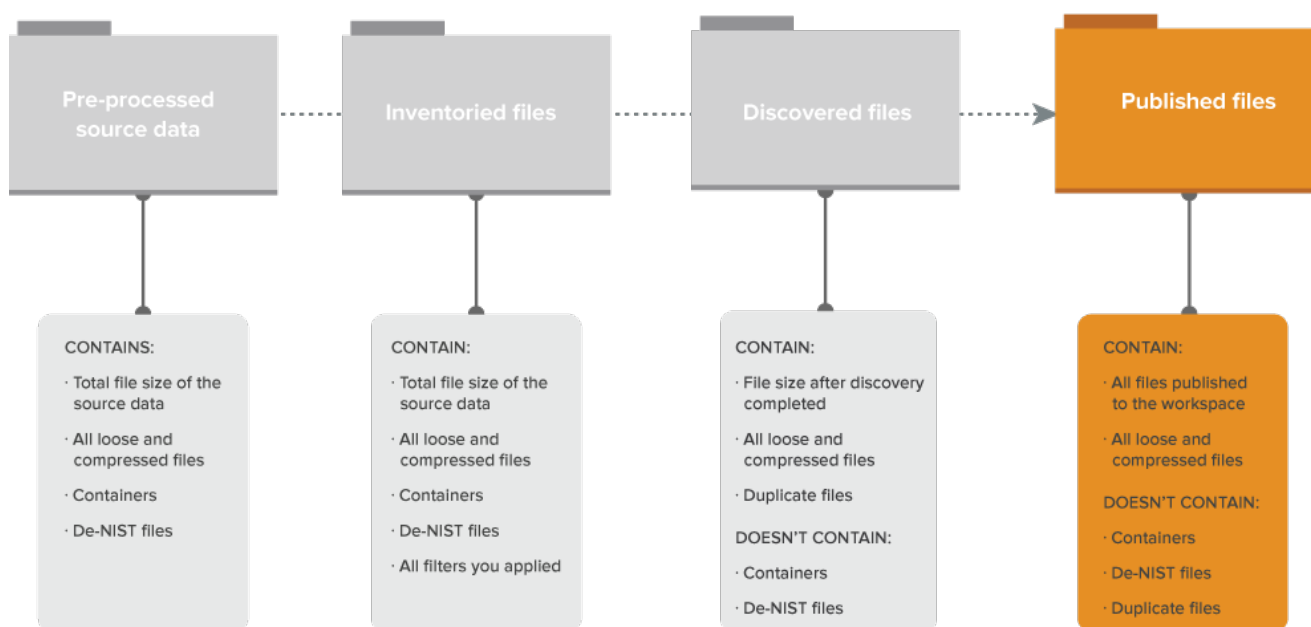 Pre-processed
source data
Inventoried files
Discovered files
Published files
CONTAINS:
· Total file size of the
source data
· All loose and
compressed files
· Containers
· De-NIST files
CONTAIN:
· Total file size of the
source data
· All loose and
compressed files
· Containers
· De-NIST files
· All filters you applied
CONTAIN:
· File size after discovery
completed
· All loose and
compressed files
· Duplicate files
DOESN'T CONTAIN:
· Containers
· De-NIST files
CONTAIN:
· All files published
to the workspace
· All loose and
compressed files
DOESN'T CONTAIN:
· Containers
· De-NIST files
· Duplicate files